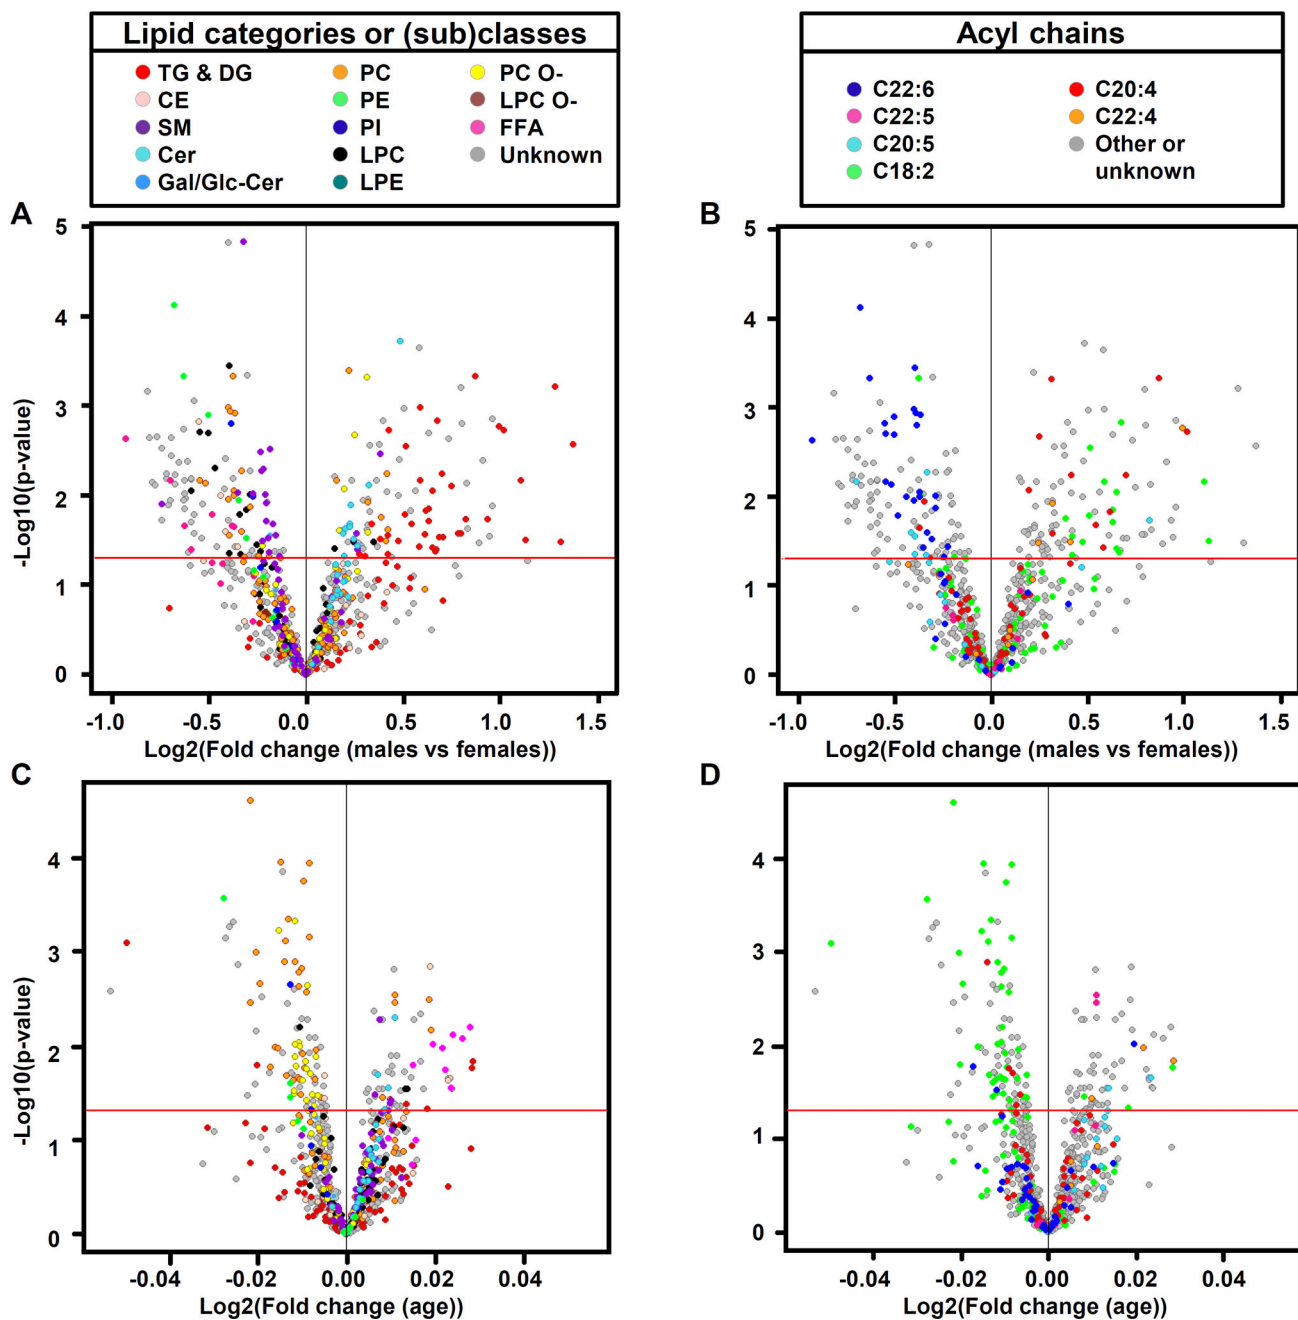 Lipid categories or (sub)classes
TG & DG PC PC O-
CE PE LPC O-
SM PI FFA
Cer LPC Unknown
Gal/Glc-Cer LPE
Acyl chains
C22:6 C20:4
C22:5 C22:4
C20:5 Other or
C18:2 unknown
A
5
4
3
2
1
0
-Log10(p-value)
-1.0 -0.5 0.0 0.5 1.0 1.5
Log2(Fold change (males vs females))
B
5
4
3
2
1
0
-1.0 -0.5 0.0 0.5 1.0 1.5
Log2(Fold change (males vs females))
C
4
3
2
1
0
-Log10(p-value)
-0.04 -0.02 0.00 0.02 0.04
Log2(Fold change (age))
D
4
3
2
1
0
-0.04 -0.02 0.00 0.02 0.04
Log2(Fold change (age))